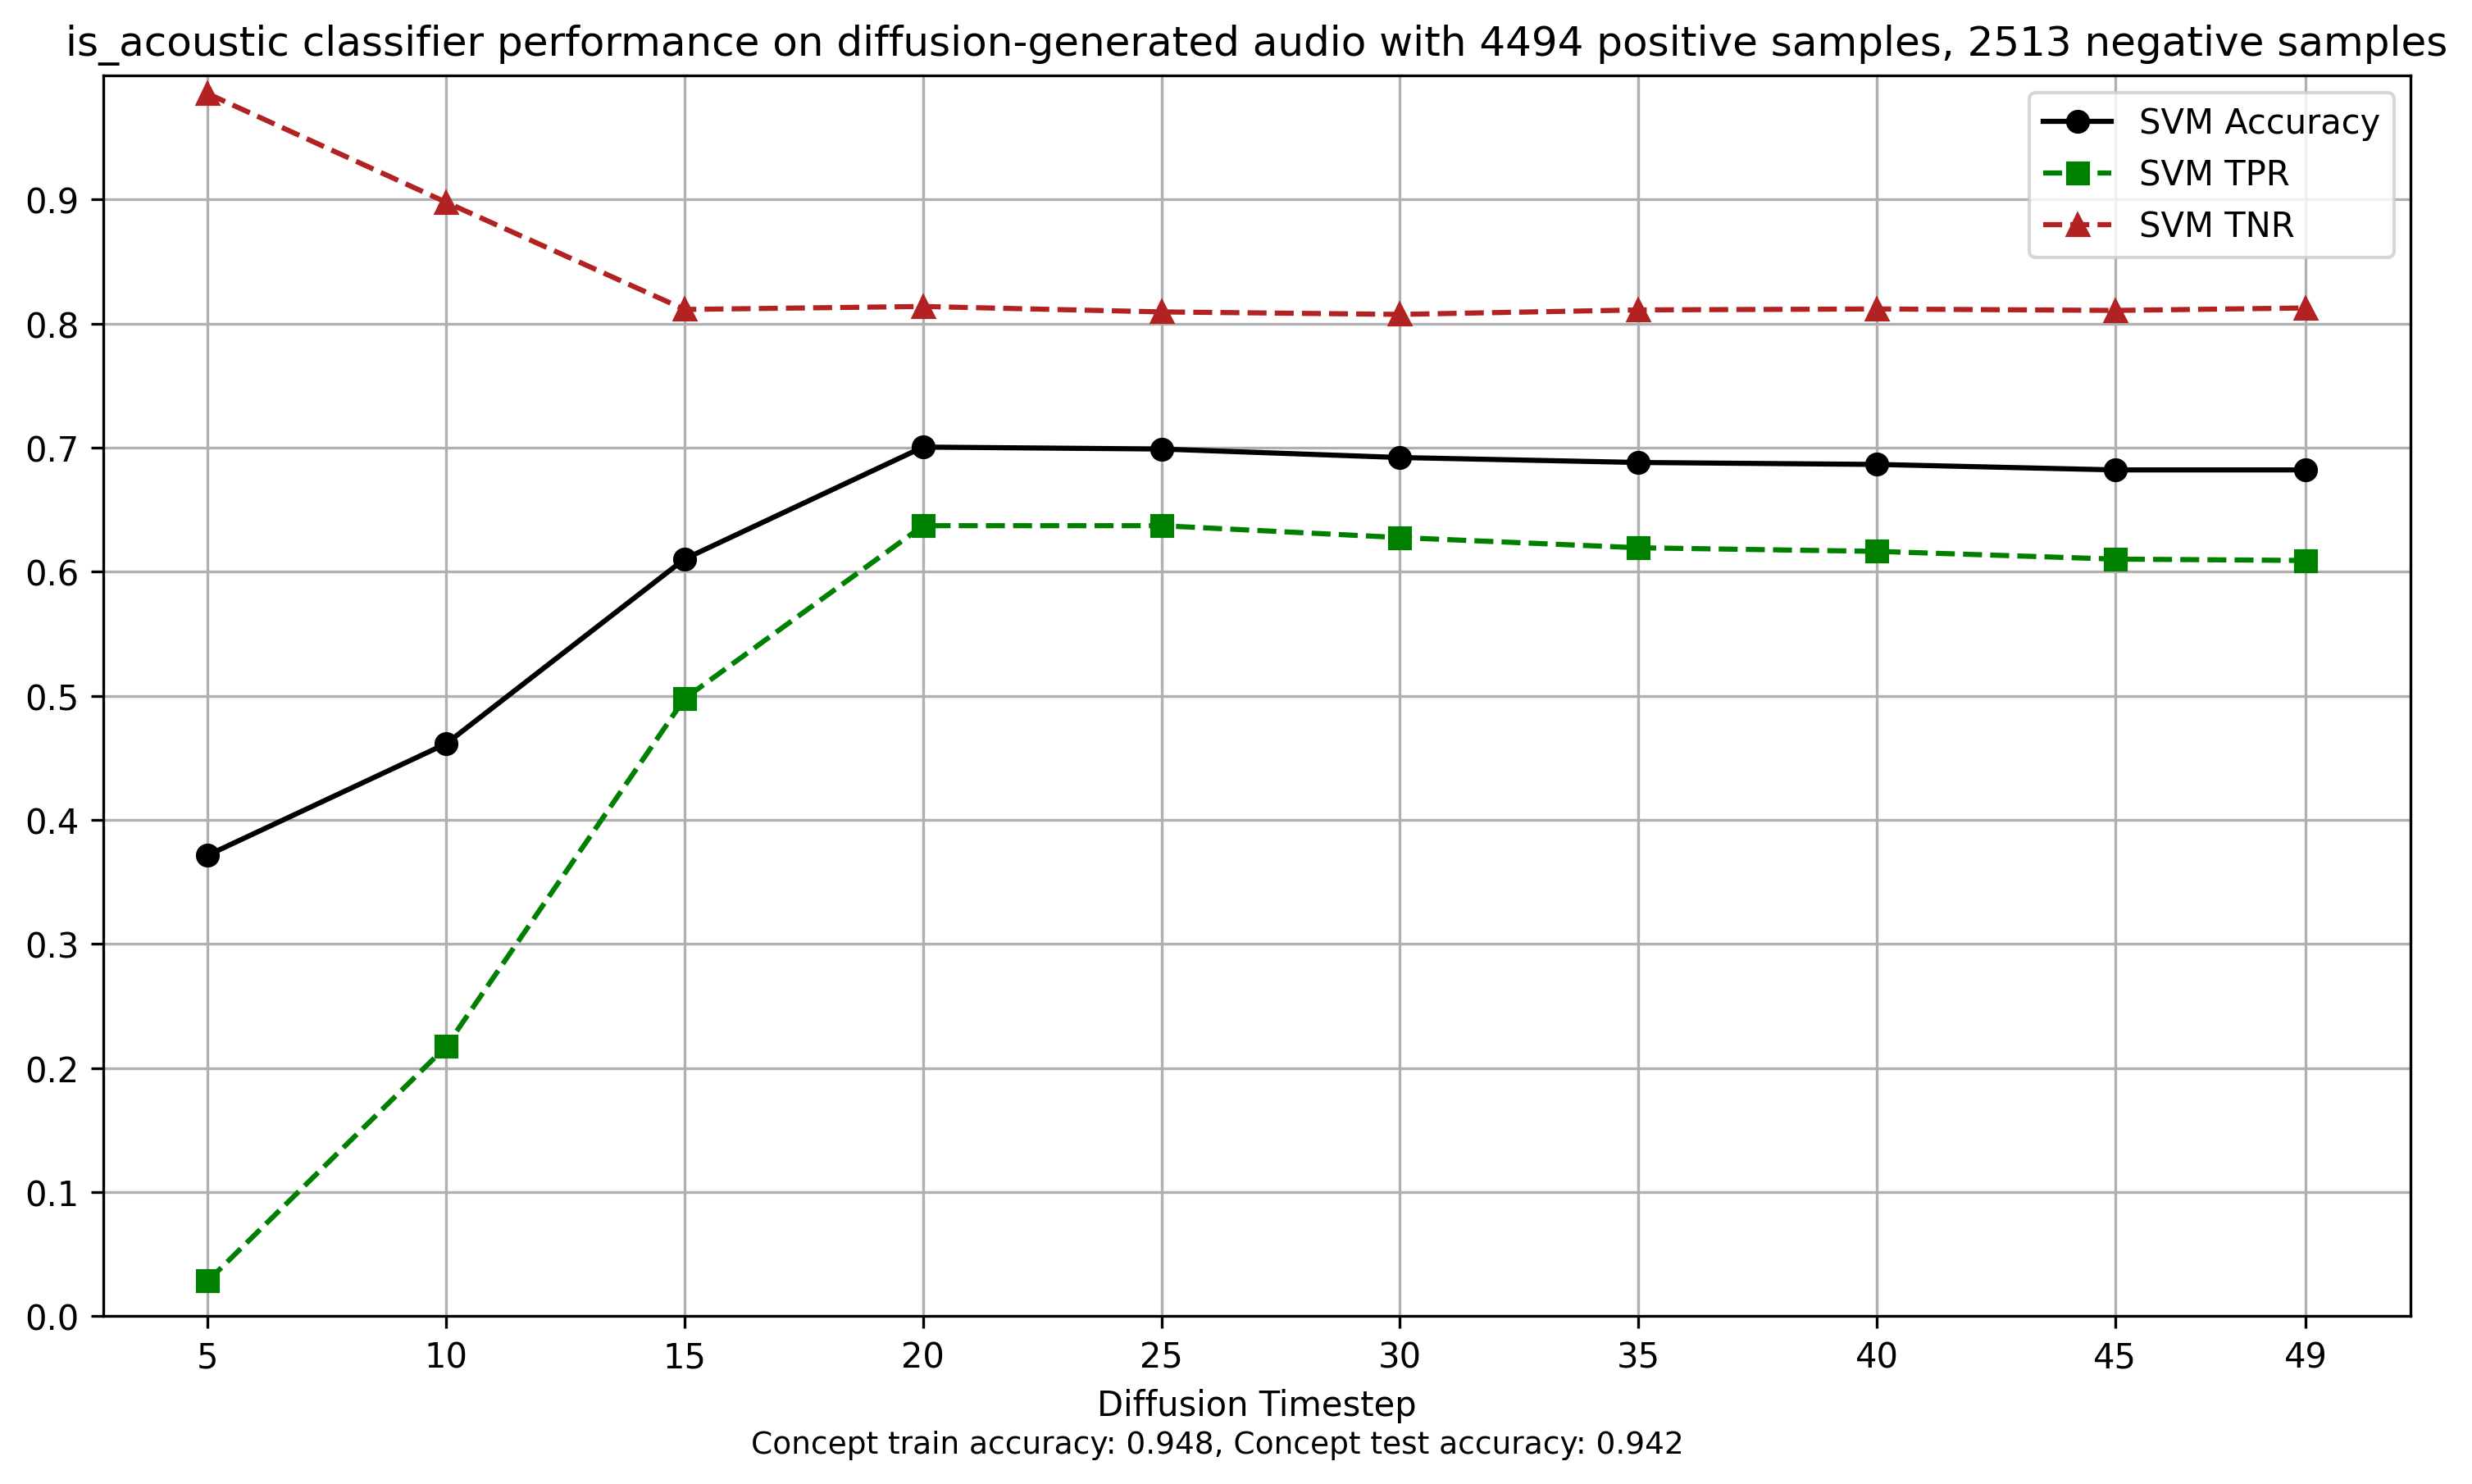 is_acoustic classifier performance on diffusion-generated audio with 4494 positive samples, 2513 negative samples
SVM Accuracy
SVM TPR
SVM TNR
0.9
0.8
0.7
0.6
0.5
0.4
0.3
0.2
0.1
0.0
5 10 15 20 25 30 35 40 45 49
Diffusion Timestep
Concept train accuracy: 0.948, Concept test accuracy: 0.942